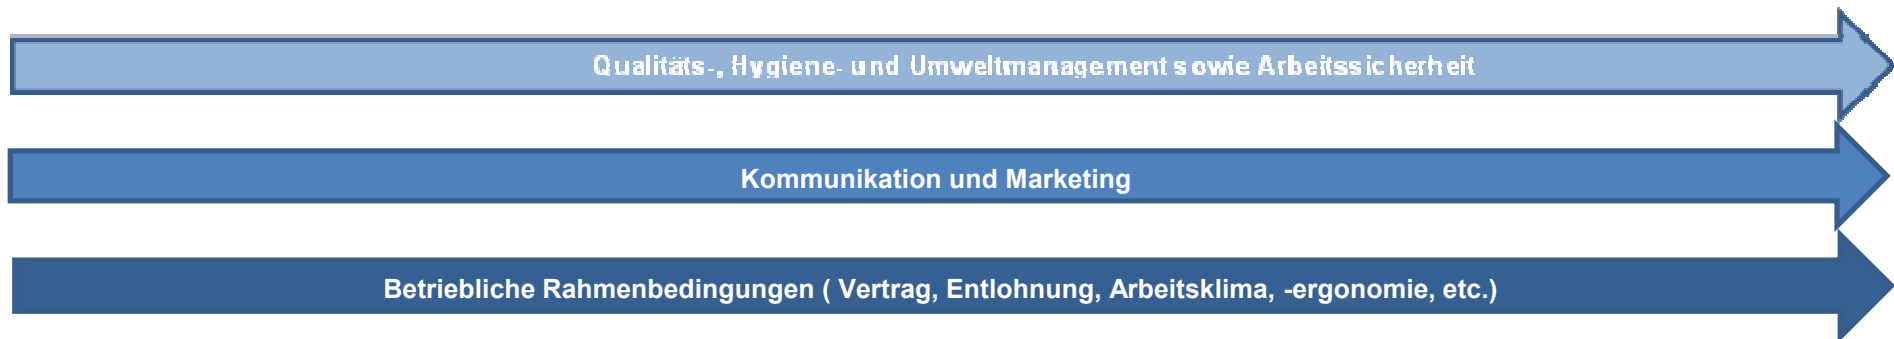 Qualitäts-, Hygiene- und Umweltmanagement sowie Arbeitssicherheit
Kommunikation und Marketing
Betriebliche Rahmenbedingungen ( Vertrag, Entlohnung, Arbeitsklima, -ergonomie, etc.)